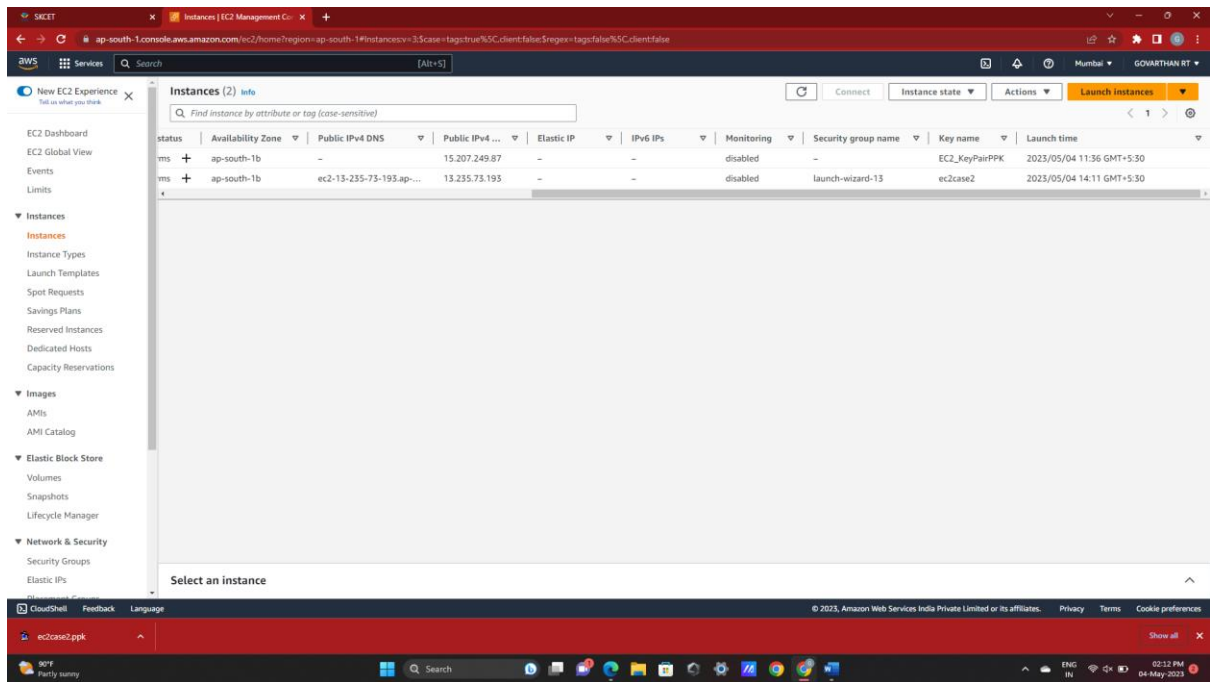 SKCET
Instances | EC2 Management Co
ap-south-1.console.aws.amazon.com/ec2/home?region=ap-south-1#Instances:v=3;$case=tags:true%5C,client:false;$regex=tags:false%5C,client:false
aws Services Search [Alt+S] Mumbai GOVARTHAN RT
New EC2 Experience
Tell us what you think
EC2 Dashboard
EC2 Global View
Events
Limits
Instances
Instances
Instance Types
Launch Templates
Spot Requests
Savings Plans
Reserved Instances
Dedicated Hosts
Capacity Reservations
Images
AMIs
AMI Catalog
Elastic Block Store
Volumes
Snapshots
Lifecycle Manager
Network & Security
Security Groups
Elastic IPs
Instances (2) Info Connect Instance state Actions Launch instances
Find instance by attribute or tag (case-sensitive) 1
status Availability Zone Public IPv4 DNS Public IPv4 ... Elastic IP IPv6 IPs Monitoring Security group name Key name Launch time
rms + ap-south-1b – 15.207.249.87 – – disabled – EC2_KeyPairPPK 2023/05/04 11:36 GMT+5:30
rms + ap-south-1b ec2-13-235-73-193.ap-... 13.235.73.193 – – disabled launch-wizard-13 ec2case2 2023/05/04 14:11 GMT+5:30
Select an instance
CloudShell Feedback Language © 2023, Amazon Web Services India Private Limited or its affiliates. Privacy Terms Cookie preferences
ec2case2.ppk Show all
90°F
Partly sunny
Search
ENG
IN
02:12 PM
04-May-2023